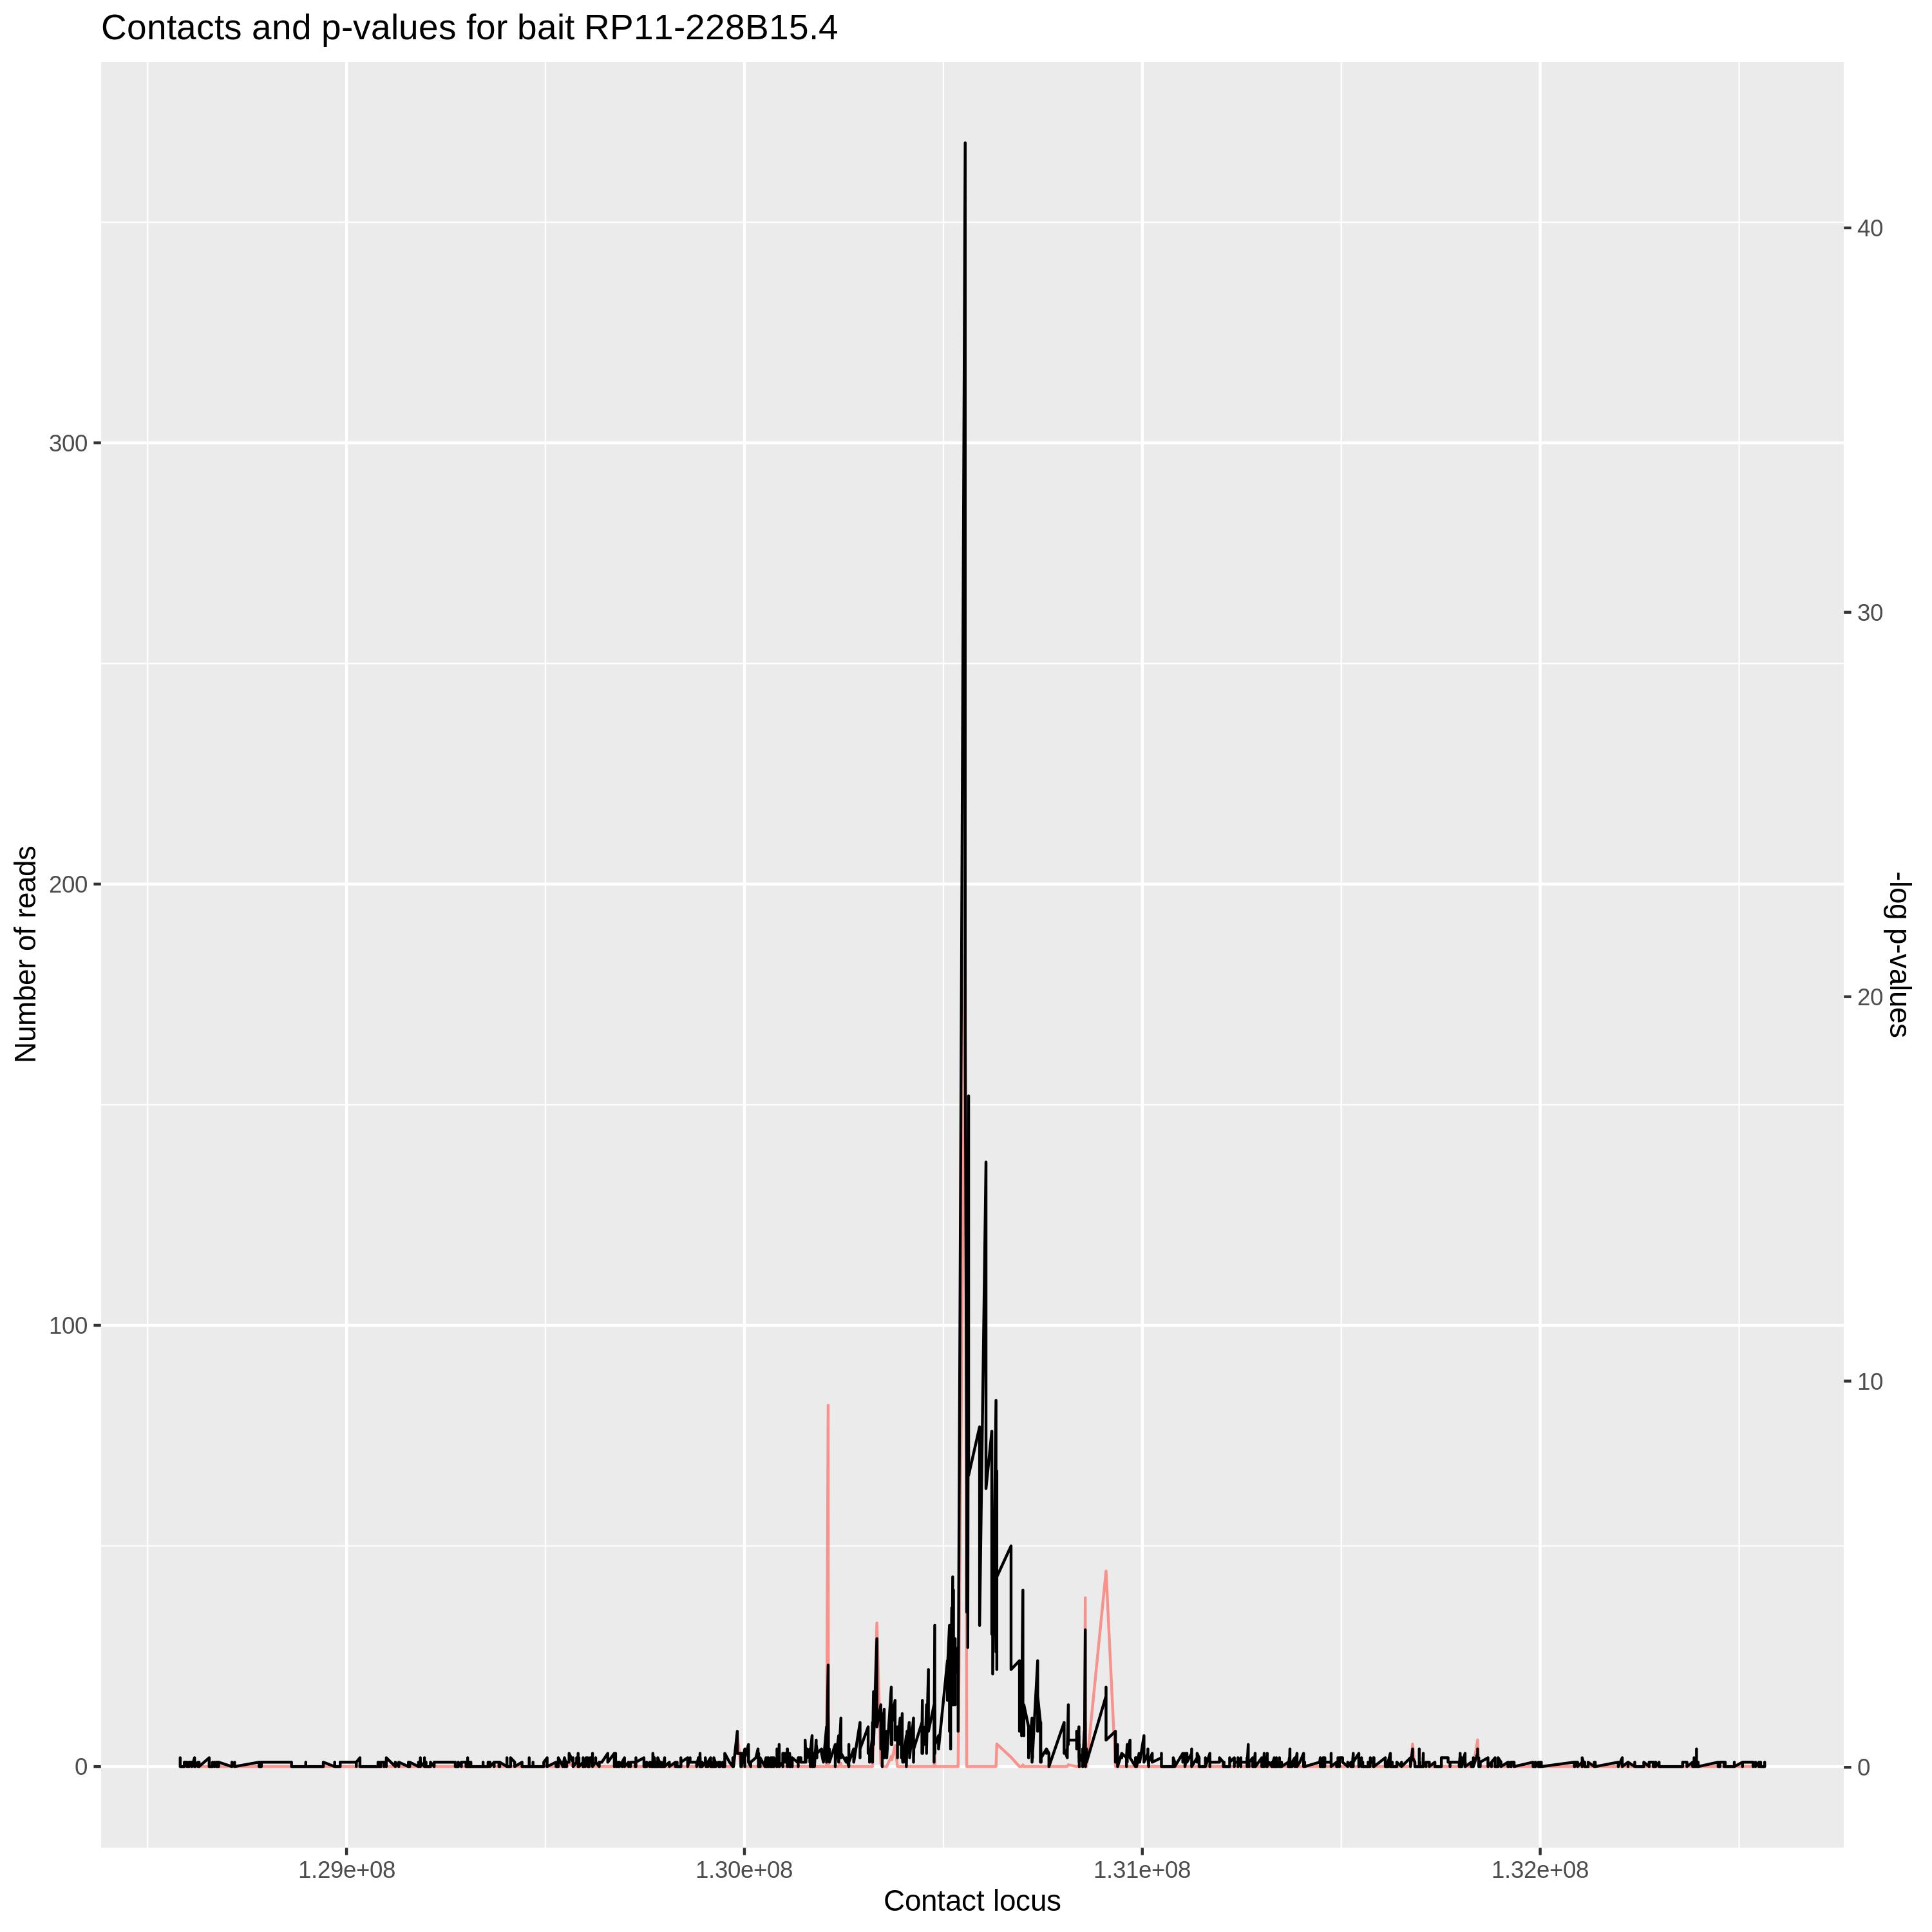 Contacts and p-values for bait RP11-228B15.4
Number of reads
300
200
100
0
40
30
20
10
0
-log p-values
1.29e+08
1.30e+08
1.31e+08
1.32e+08
Contact locus